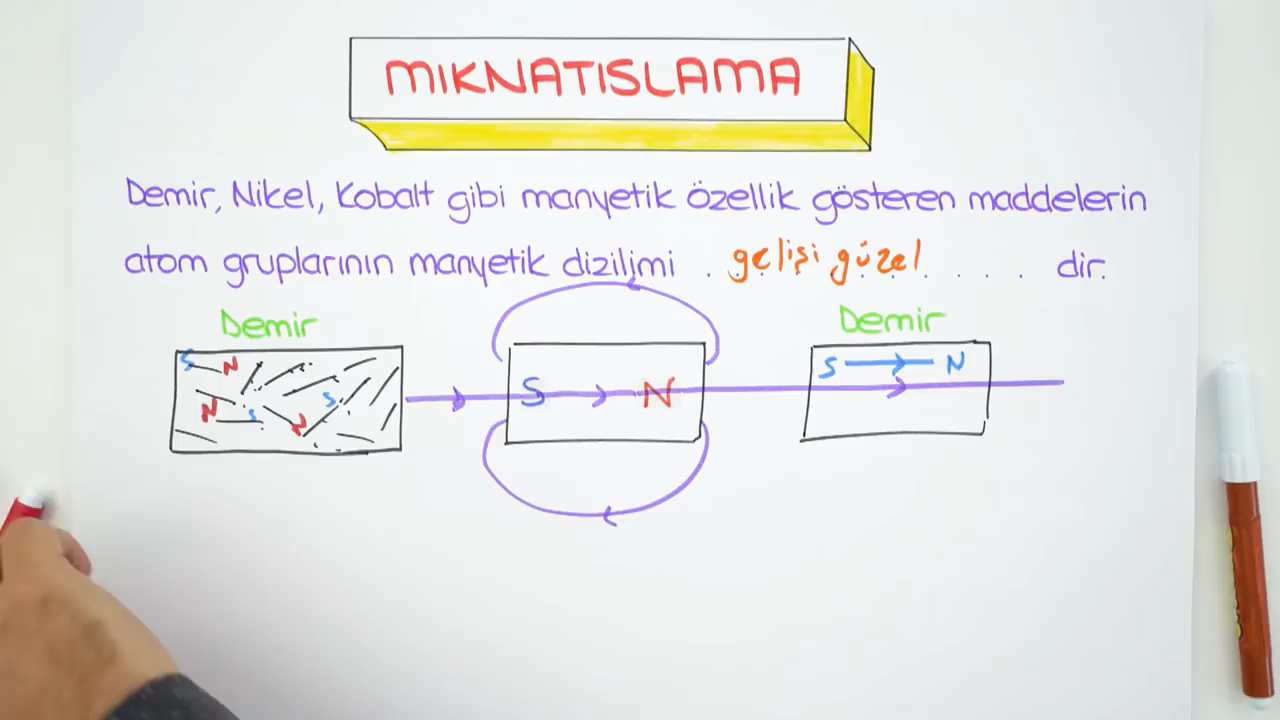 MIKNATISLAMA
Demir, Nikel, Kobalt gibi manyetik özellik gösteren maddelerin
atom gruplarının manyetik dizilimi . gelişi güzel . . . . dir.
Demir
Demir
S N
N S N S
S N
S N